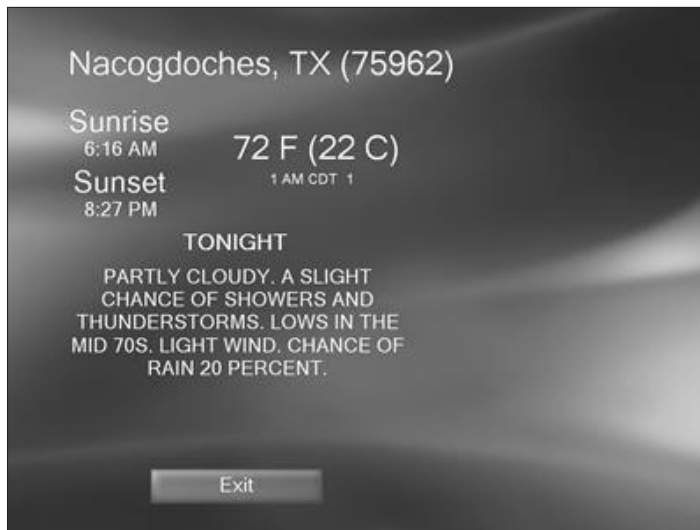 Nacogdoches, TX (75962)
Sunrise
6:16 AM
72 F (22 C)
1 AM CDT 1
Sunset
8:27 PM
TONIGHT
PARTLY CLOUDY. A SLIGHT
CHANCE OF SHOWERS AND
THUNDERSTORMS. LOWS IN THE
MID 70S. LIGHT WIND. CHANCE OF
RAIN 20 PERCENT.
Exit